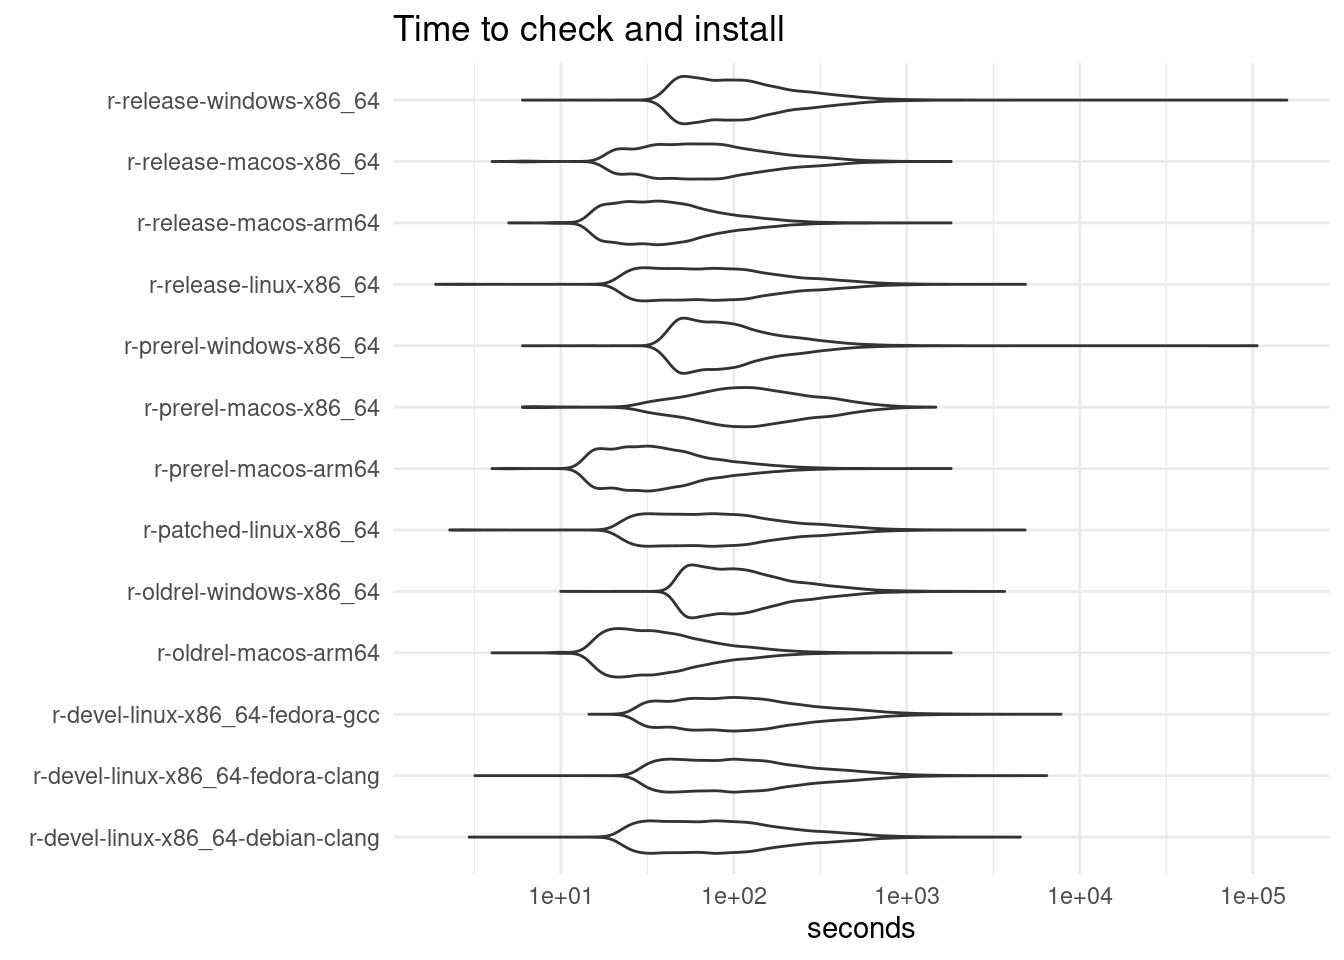 Time to check and install
r-release-windows-x86_64
r-release-macos-x86_64
r-release-macos-arm64
r-release-linux-x86_64
r-prerel-windows-x86_64
r-prerel-macos-x86_64
r-prerel-macos-arm64
r-patched-linux-x86_64
r-oldrel-windows-x86_64
r-oldrel-macos-arm64
r-devel-linux-x86_64-fedora-gcc
r-devel-linux-x86_64-fedora-clang
r-devel-linux-x86_64-debian-clang
1e+01 1e+02 1e+03 1e+04 1e+05
seconds